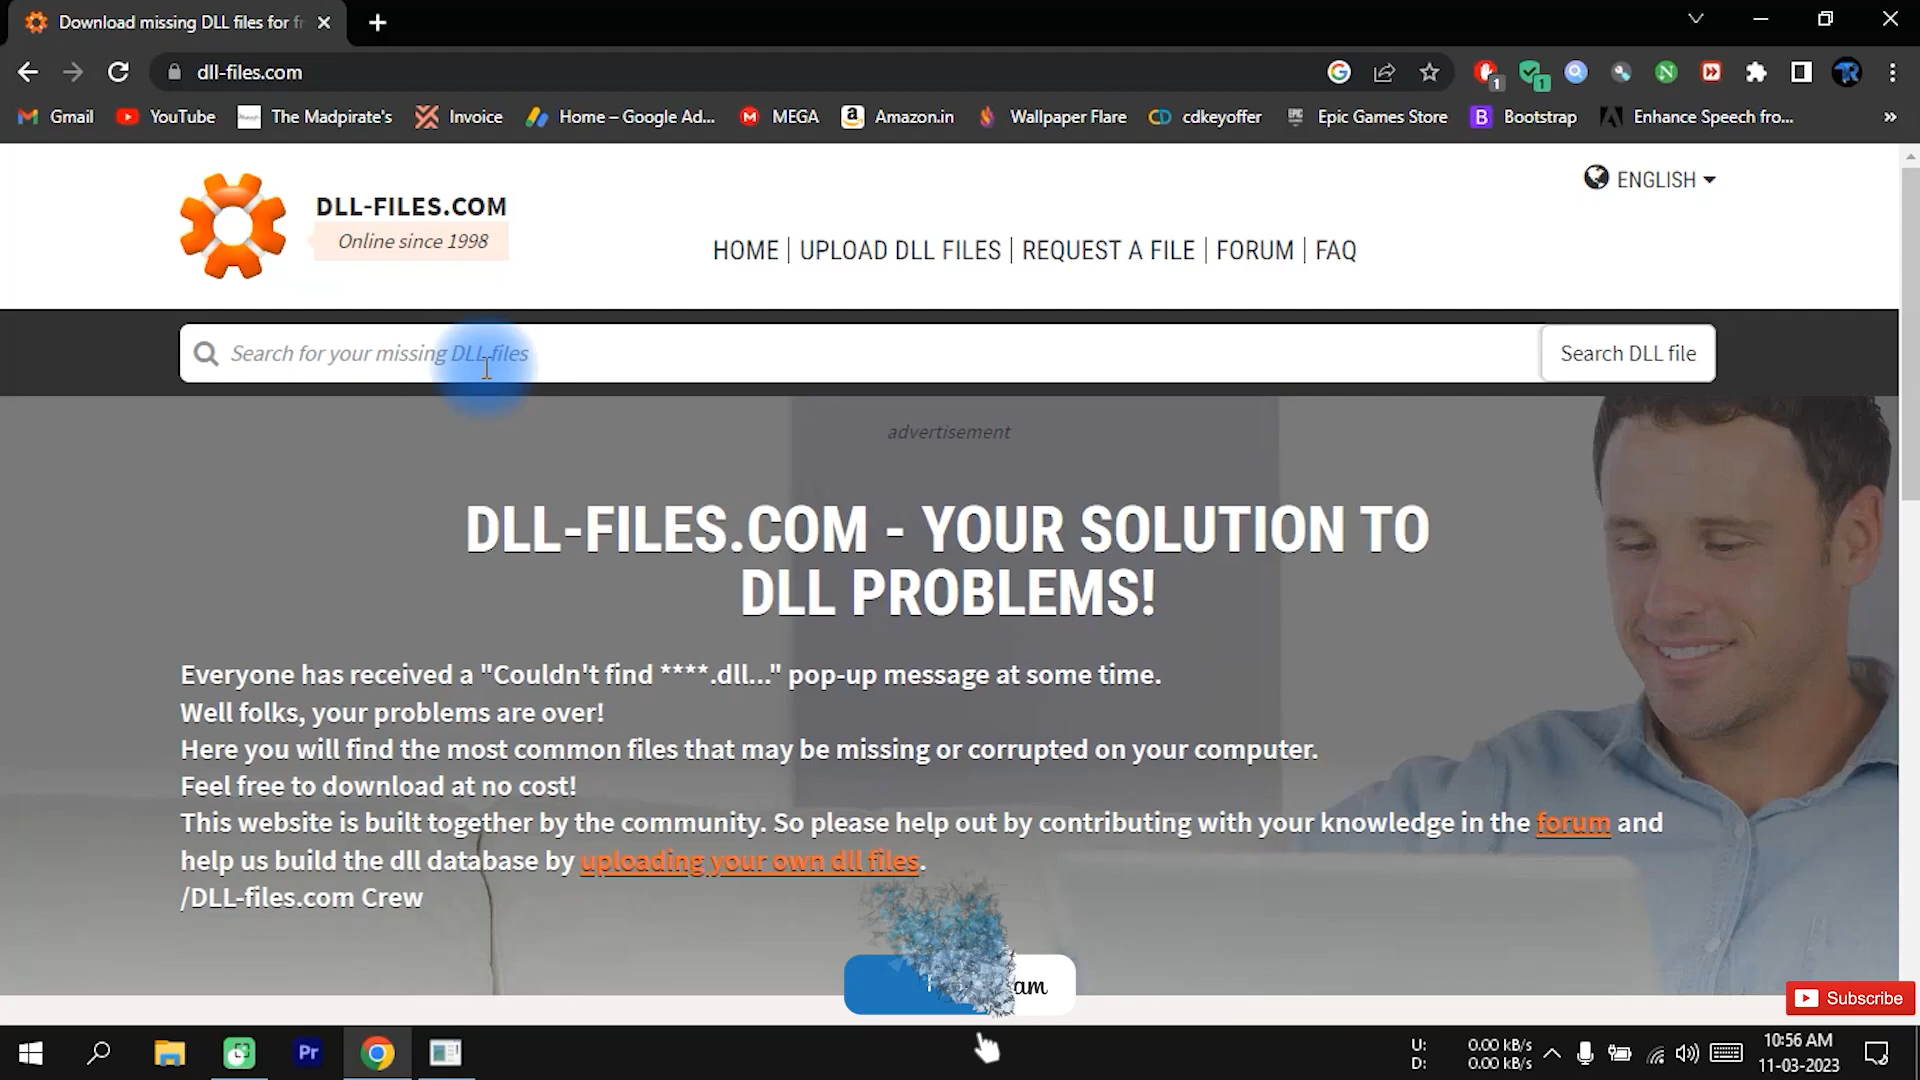 Download missing DLL files for fr
dll-files.com
1
1
Gmail
YouTube
The Madpirate's
Invoice
Home – Google Ad...
MEGA
Amazon.in
Wallpaper Flare
cdkeyoffer
Epic Games Store
Bootstrap
Enhance Speech fro...
»
ENGLISH
DLL-FILES.COM
Online since 1998
HOME | UPLOAD DLL FILES | REQUEST A FILE | FORUM | FAQ
Search for your missing DLL-files
Search DLL file
advertisement
DLL-FILES.COM - YOUR SOLUTION TO
DLL PROBLEMS!
Everyone has received a "Couldn't find ****.dll..." pop-up message at some time.
Well folks, your problems are over!
Here you will find the most common files that may be missing or corrupted on your computer.
Feel free to download at no cost!
This website is built together by the community. So please help out by contributing with your knowledge in the forum and
help us build the dll database by uploading your own dll files.
/DLL-files.com Crew
am
Subscribe
Pr
U: 0.00 kB/s
D: 0.00 kB/s
10:56 AM
11-03-2023